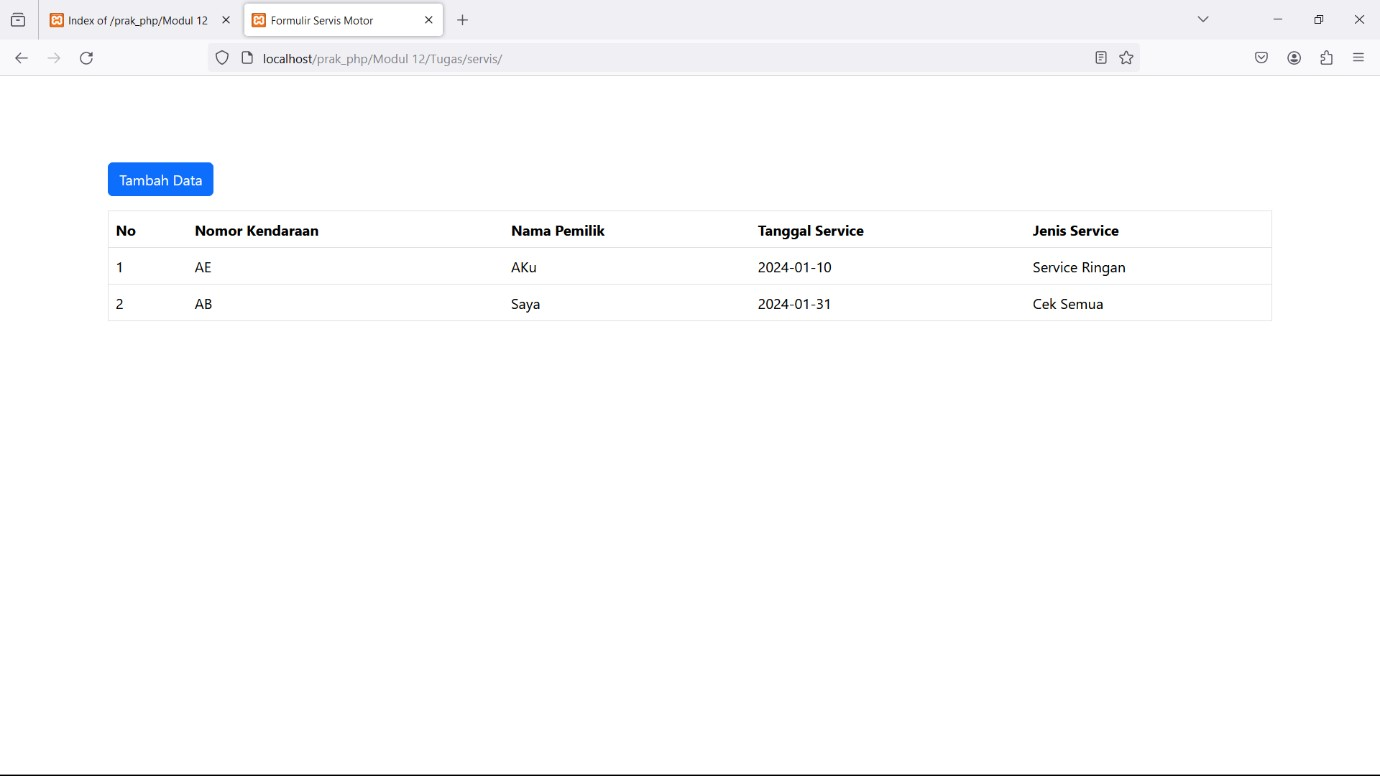 Index of /prak_php/Modul 12
Formulir Servis Motor
localhost/prak_php/Modul 12/Tugas/servis/
Tambah Data
No Nomor Kendaraan Nama Pemilik Tanggal Service Jenis Service
1 AE AKu 2024-01-10 Service Ringan
2 AB Saya 2024-01-31 Cek Semua